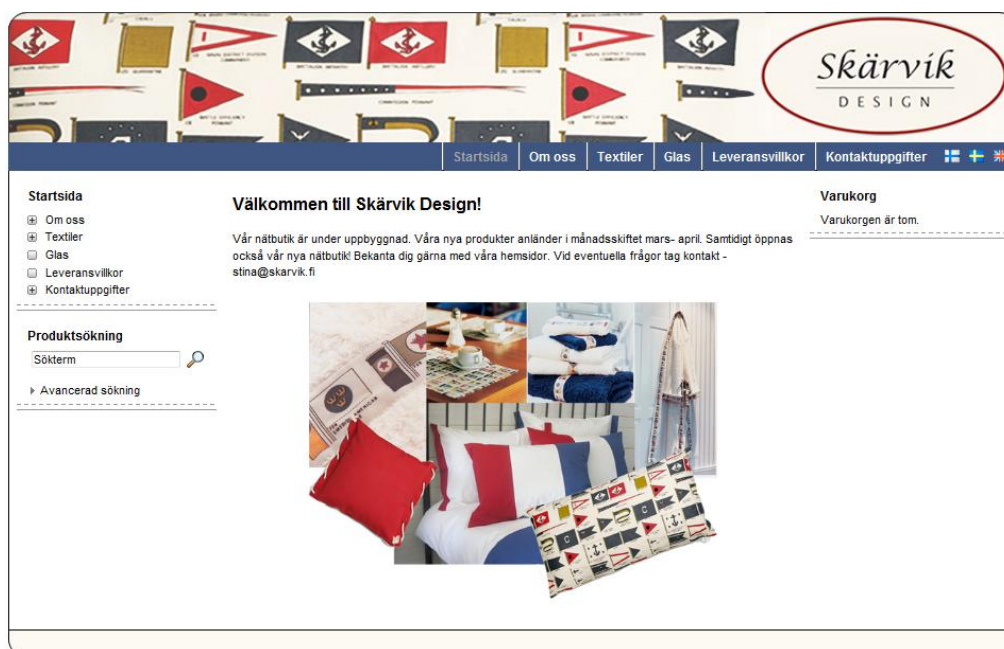 Skärvik
DESIGN
Startsida
Om oss
Textiler
Glas
Leveransvillkor
Kontaktuppgifter
Startsida
Om oss
Textiler
Glas
Leveransvillkor
Kontaktuppgifter
Produktsökning
Sökterm
Avancerad sökning
Välkommen till Skärvik Design!
Vår nätbutik är under uppbyggnad. Våra nya produkter anländer i månadsskiftet mars- april. Samtidigt öppnas
också vår nya nätbutik! Bekanta dig gärna med våra hemsidor. Vid eventuella frågor tag kontakt -
stina@skarvik.fi
Varukorg
Varukorgen är tom.